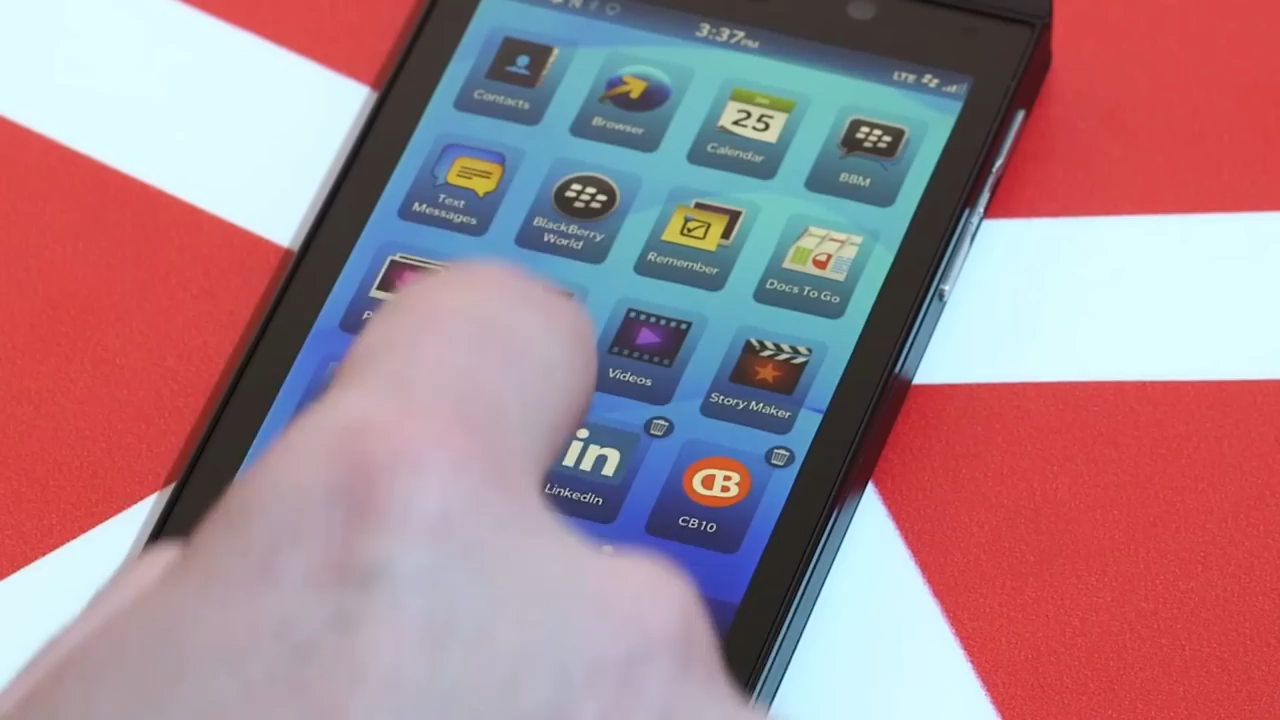 3:37PM
LTE
Contacts
Browser
25
Calendar
BBM
Text
Messages
BlackBerry
World
Remember
Docs To Go
Videos
Story Maker
in
LinkedIn
CB
CB10